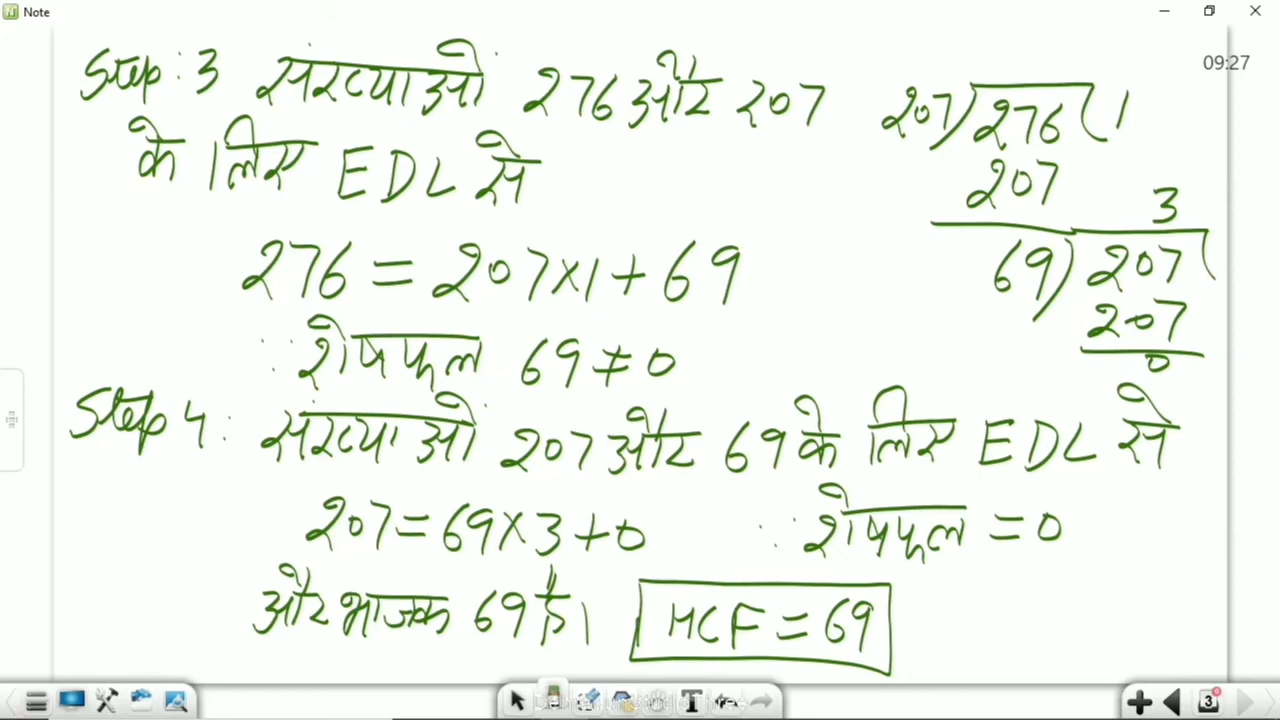 Note
09:27
Step : 3 संख्याओं 276 और 207
के लिए EDL से
276 = 207×1+69
∵ शेषफल 69 ≠ 0
Step 4 : संख्याओं 207 और 69 के लिए EDL से
207 = 69×3+0 ∵ शेषफल = 0
और भाजक 69 है।
HCF = 69
207) 276 ( 1
207
3
69) 207 (
207
0
T
3